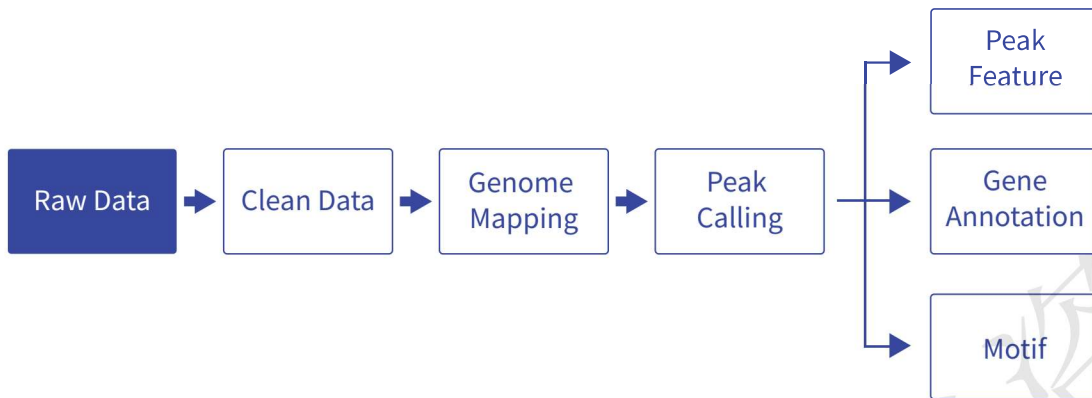 Raw Data
Clean Data
Genome
Mapping
Peak
Calling
Peak
Feature
Gene
Annotation
Motif